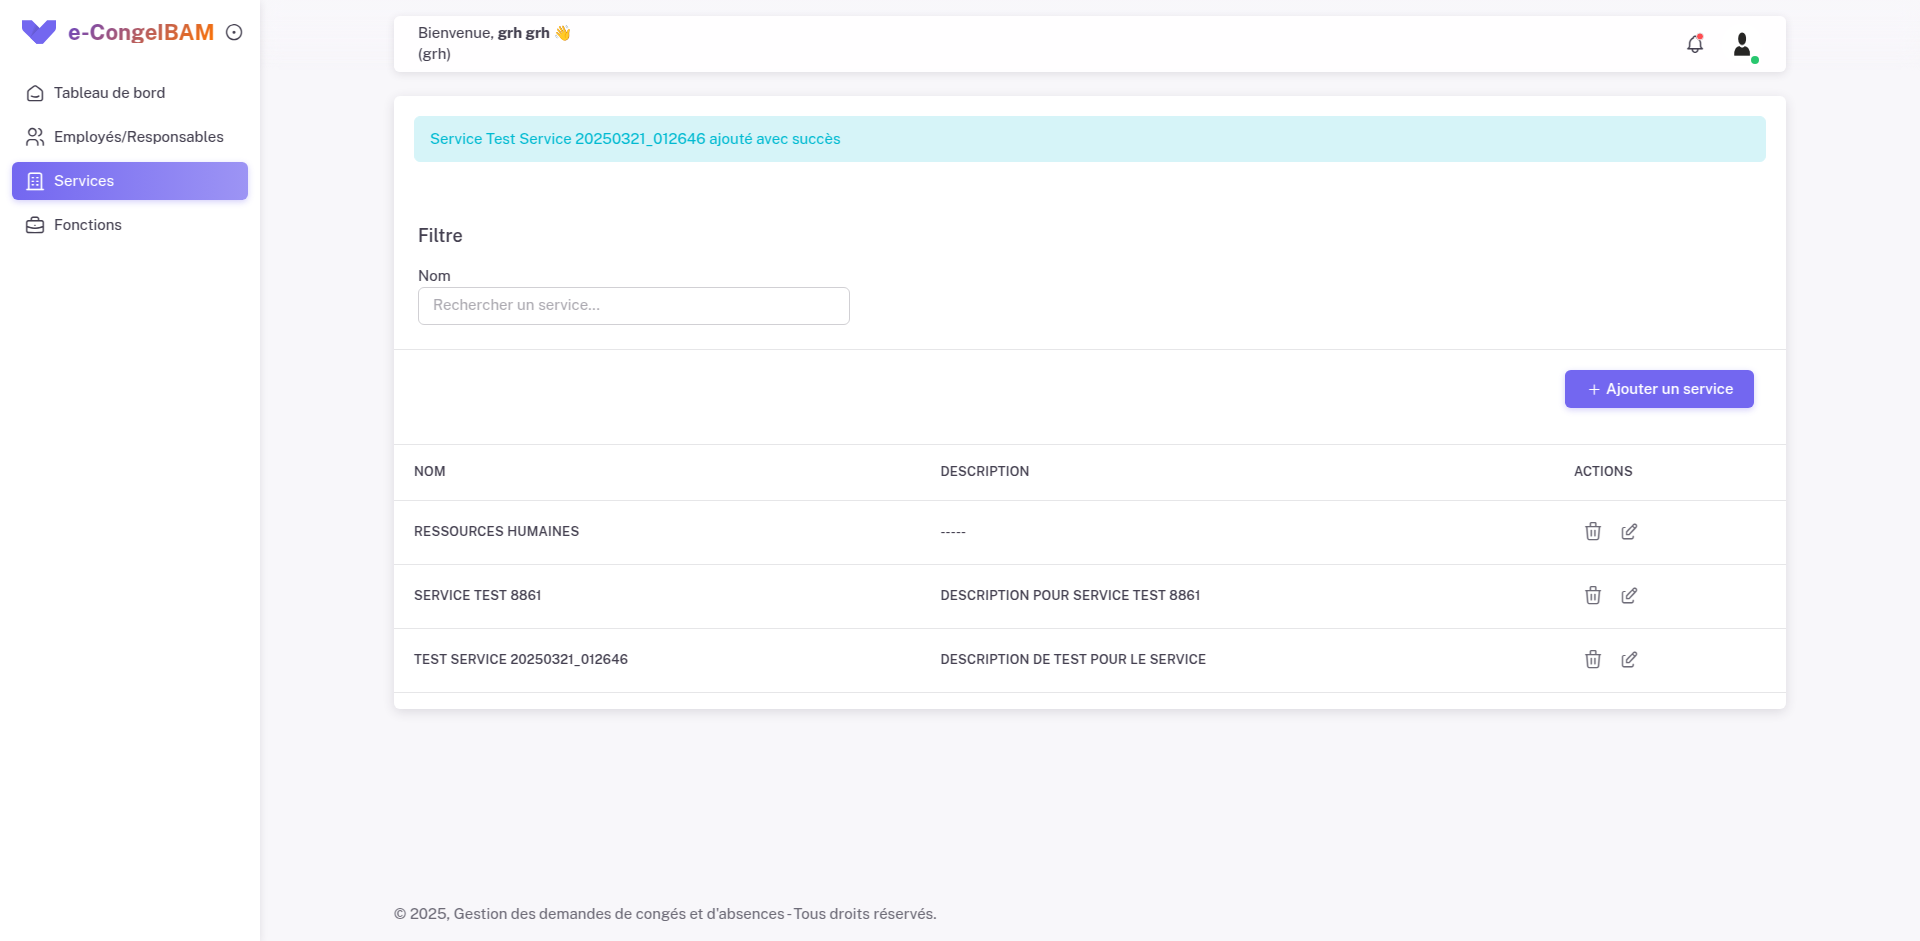 e-CongelBAM
Tableau de bord
Employés/Responsables
Services
Fonctions
Bienvenue, grh grh 👋
(grh)
Service Test Service 20250321_012646 ajouté avec succès
Filtre
Nom
Rechercher un service...
+ Ajouter un service
NOM DESCRIPTION ACTIONS
RESSOURCES HUMAINES -----
SERVICE TEST 8861 DESCRIPTION POUR SERVICE TEST 8861
TEST SERVICE 20250321_012646 DESCRIPTION DE TEST POUR LE SERVICE
© 2025, Gestion des demandes de congés et d'absences - Tous droits réservés.